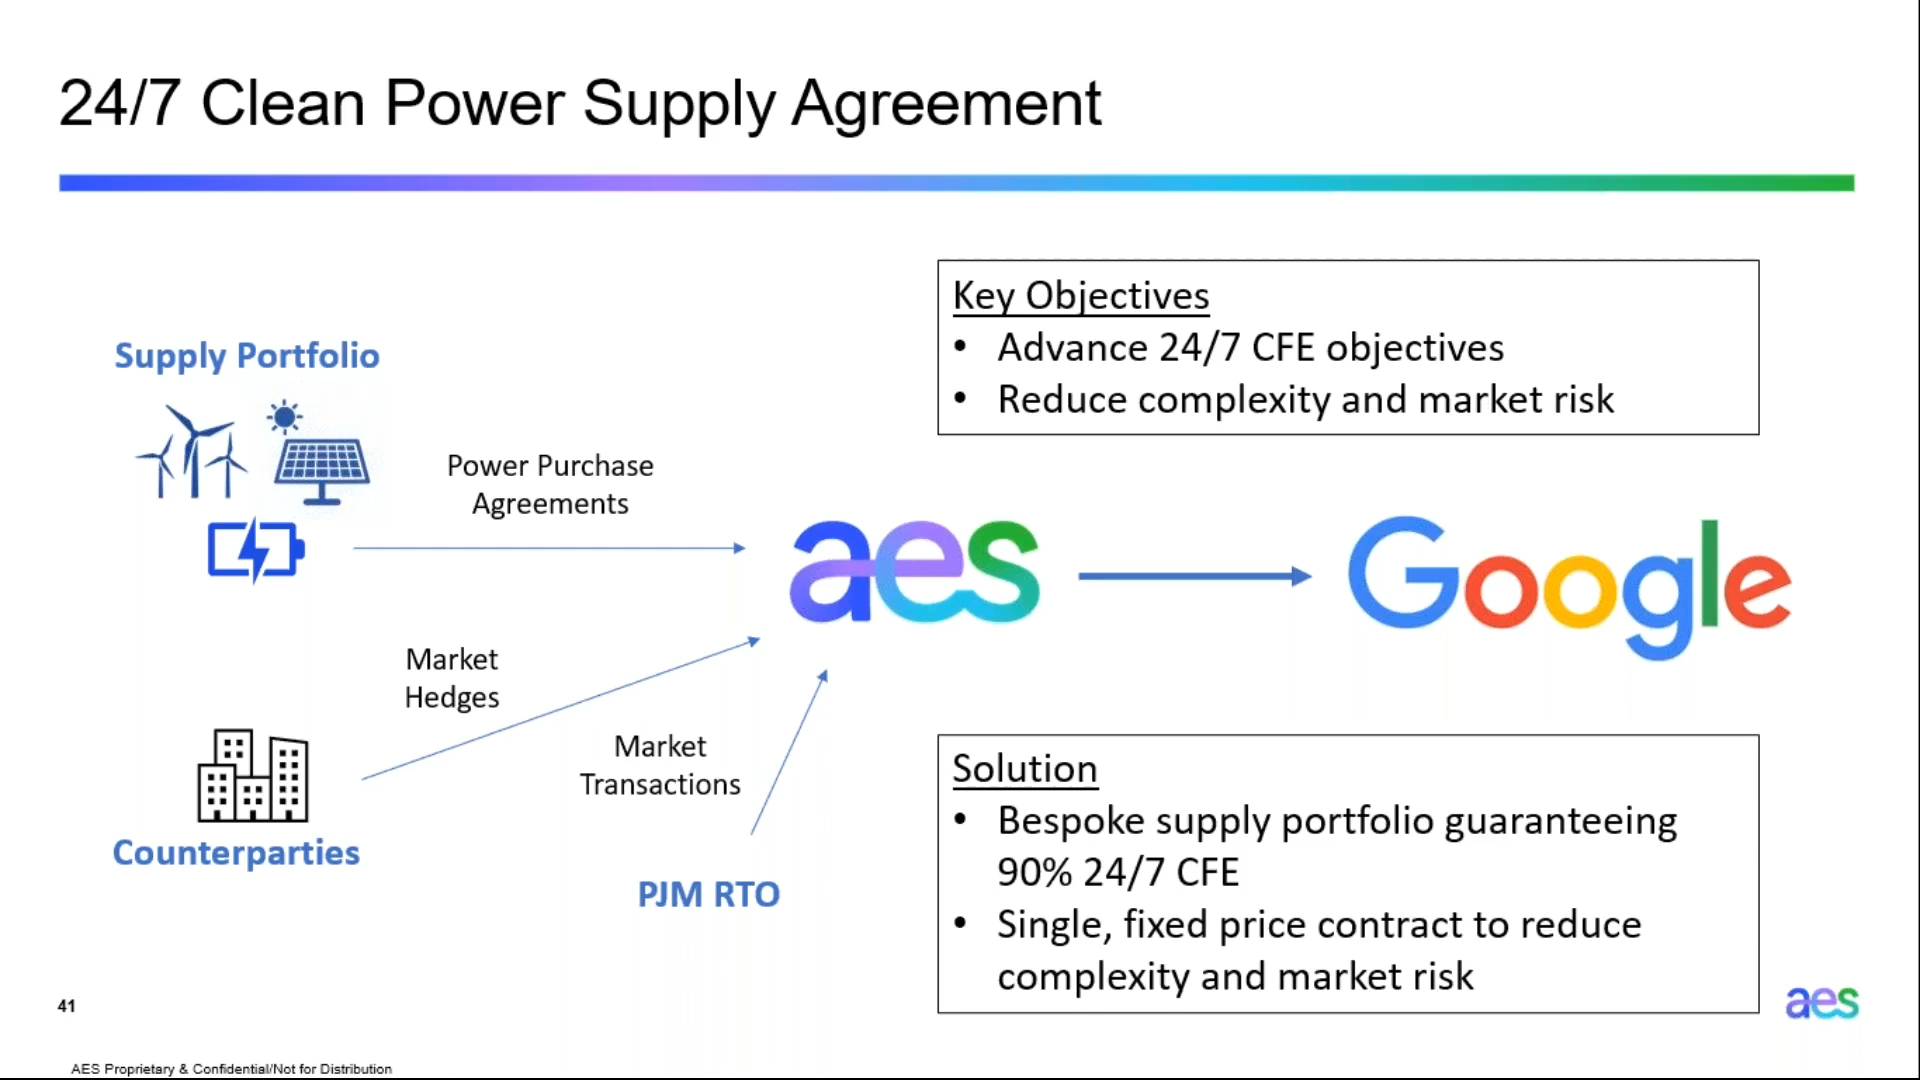 24/7 Clean Power Supply Agreement
Key Objectives
• Advance 24/7 CFE objectives
• Reduce complexity and market risk
Supply Portfolio
Power Purchase
Agreements
aes
Google
Market
Hedges
Market
Transactions
Counterparties
PJM RTO
Solution
• Bespoke supply portfolio guaranteeing
90% 24/7 CFE
• Single, fixed price contract to reduce
complexity and market risk
41
aes
AES Proprietary & Confidential/Not for Distribution